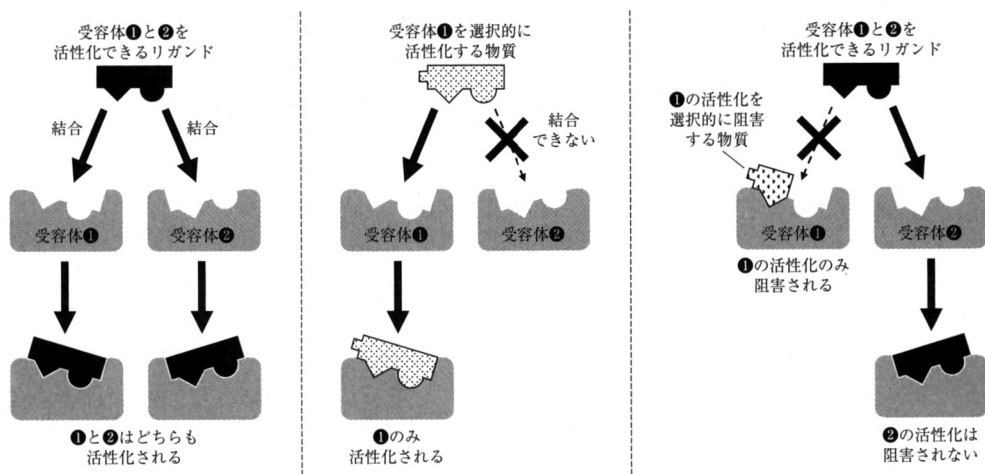 受容体❶と❷を
活性化できるリガンド
結合
結合
受容体❶
受容体❷
❶と❷はどちらも
活性化される
受容体❶を選択的に
活性化する物質
結合
できない
受容体❶
受容体❷
❶のみ
活性化される
受容体❶と❷を
活性化できるリガンド
❶の活性化を
選択的に阻害
する物質
受容体❶
受容体❷
❶の活性化のみ
阻害される
❷の活性化は
阻害されない